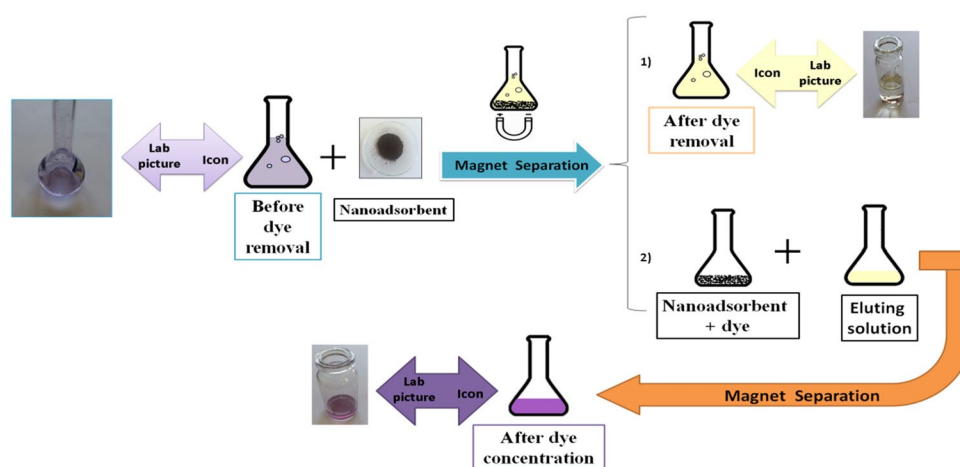 Lab
picture
Icon
Before
dye
removal
Nanoadsorbent
Magnet Separation
1)
After dye
removal
Icon
Lab
picture
2)
Nanoadsorbent
+ dye
Eluting
solution
Magnet Separation
Lab
picture
Icon
After dye
concentration